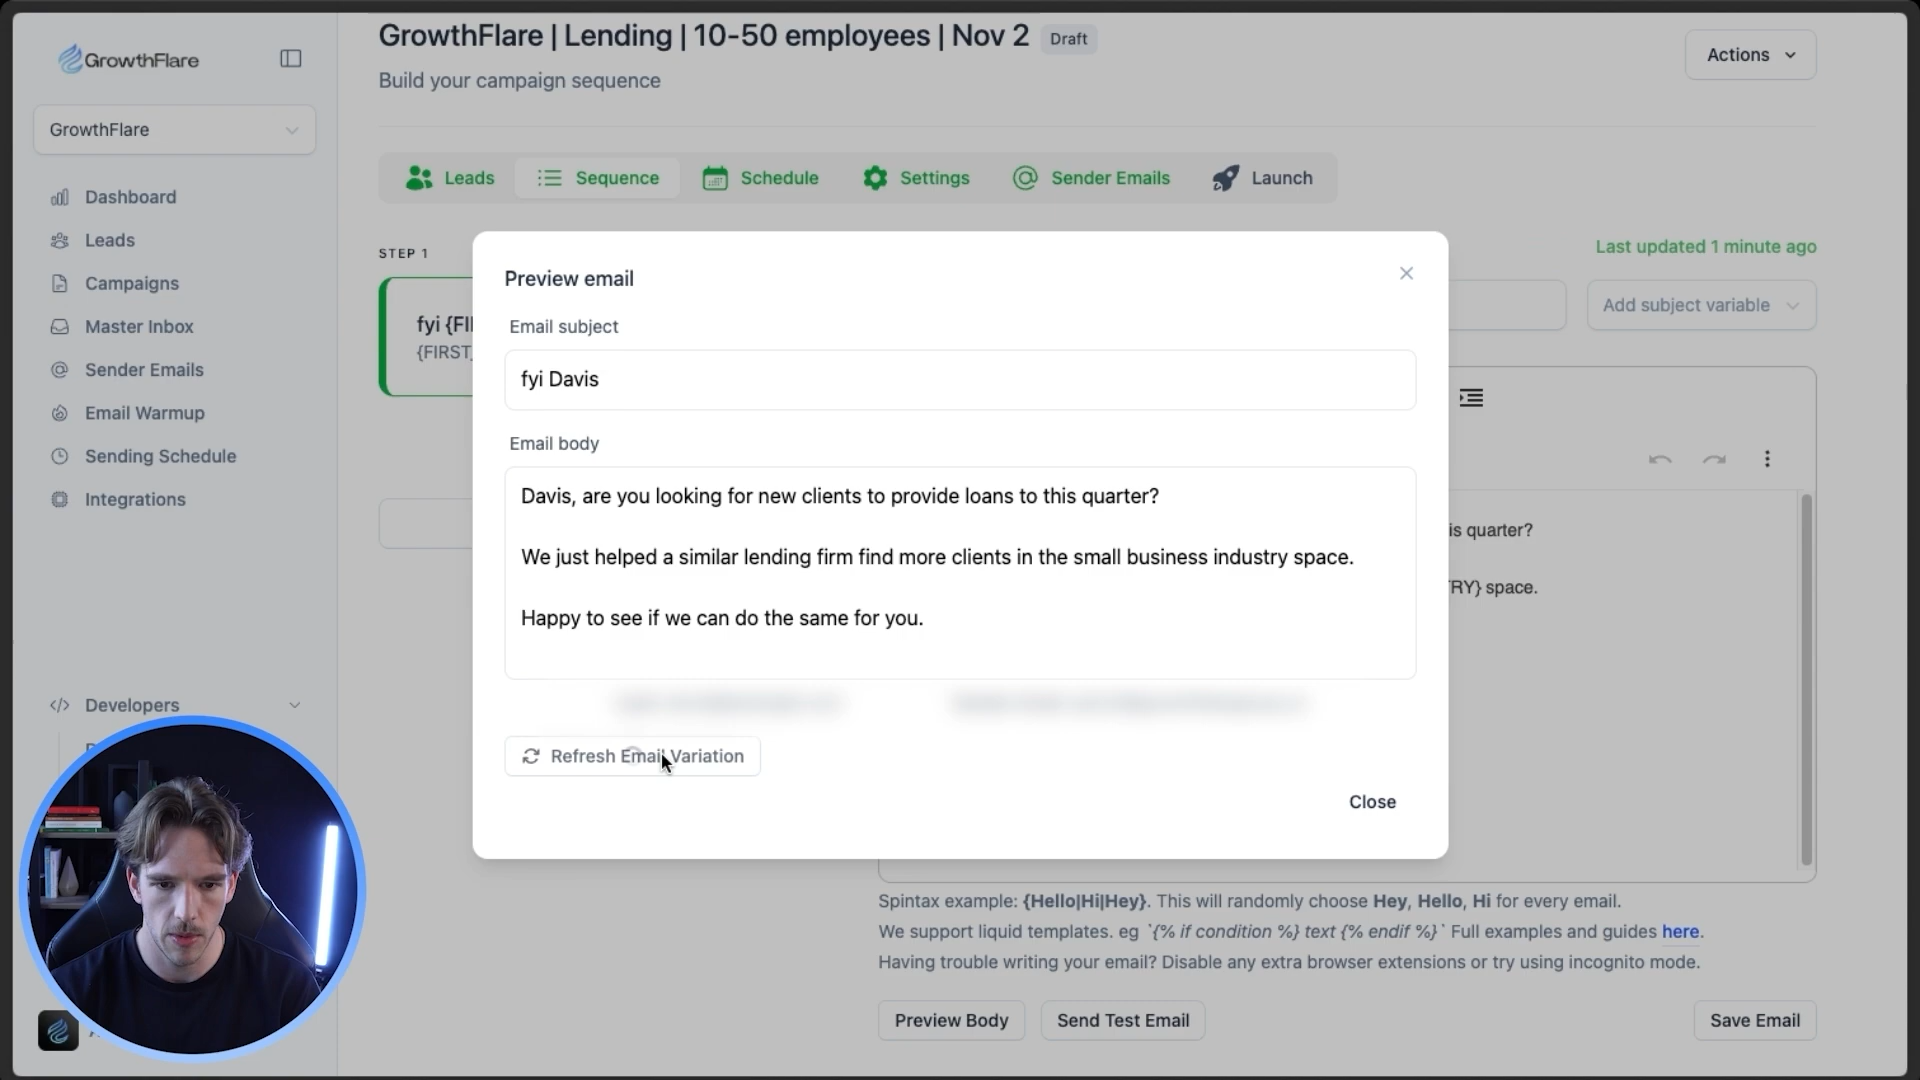 GrowthFlare | Lending | 10-50 employees | Nov 2
Draft
Actions
Build your campaign sequence
GrowthFlare
GrowthFlare
Dashboard
Leads
Campaigns
Master Inbox
Sender Emails
Email Warmup
Sending Schedule
Integrations
Developers
Leads
Sequence
Schedule
Settings
Sender Emails
Launch
STEP 1
Last updated 1 minute ago
fyi {FI
{FIRST_
Add subject variable
is quarter?
RY} space.
Preview email
Email subject
fyi Davis
Email body
Davis, are you looking for new clients to provide loans to this quarter?
We just helped a similar lending firm find more clients in the small business industry space.
Happy to see if we can do the same for you.
Refresh Email Variation
Close
Spintax example: {Hello|Hi|Hey}. This will randomly choose Hey, Hello, Hi for every email.
We support liquid templates. eg `{% if condition %} text {% endif %}` Full examples and guides here.
Having trouble writing your email? Disable any extra browser extensions or try using incognito mode.
Preview Body
Send Test Email
Save Email